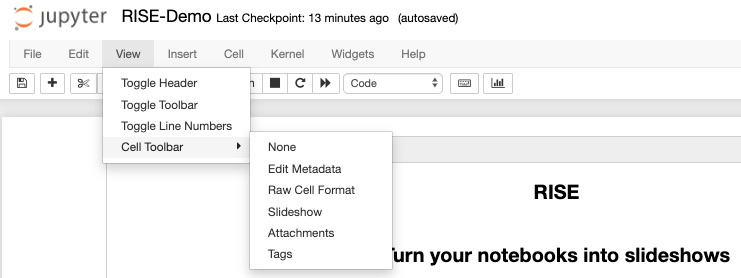 jupyter RISE-Demo Last Checkpoint: 13 minutes ago (autosaved)
File Edit View Insert Cell Kernel Widgets Help
Code
Toggle Header
Toggle Toolbar
Toggle Line Numbers
Cell Toolbar
None
Edit Metadata
Raw Cell Format
Slideshow
Attachments
Tags
RISE
Turn your notebooks into slideshows